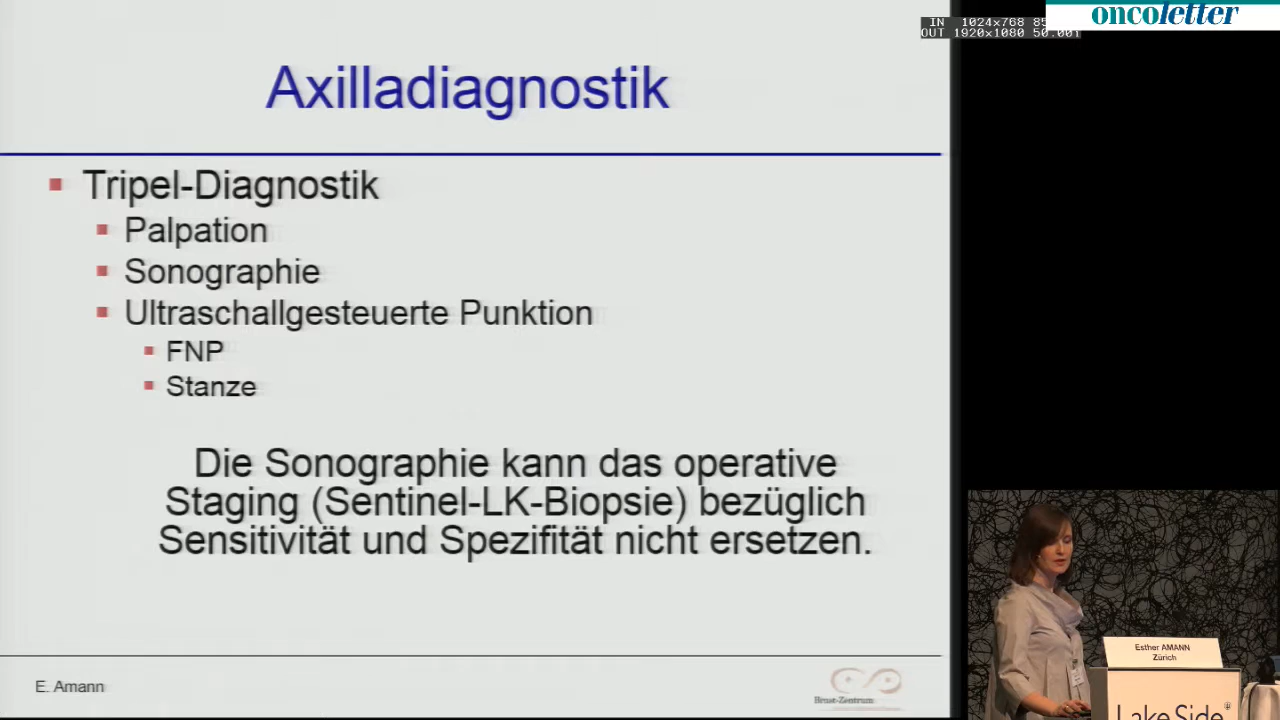 oncoletter
IN 1024x768 85
OUT 1920x1080 50.00i
Axilladiagnostik
Tripel-Diagnostik
Palpation
Sonographie
Ultraschallgesteuerte Punktion
FNP
Stanze
Die Sonographie kann das operative
Staging (Sentinel-LK-Biopsie) bezüglich
Sensitivität und Spezifität nicht ersetzen.
E. Amann
Brust-Zentrum
Esther AMANN
Zürich
Lake Side